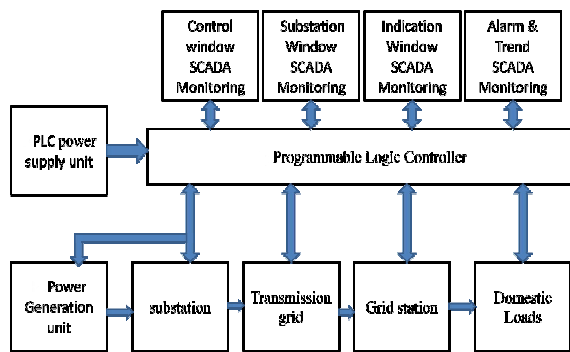 Control
window
SCADA
Monitoring
Substation
Window
SCADA
Monitoring
Indication
Window
SCADA
Monitoring
Alarm &
Trend
SCADA
Monitoring
PLC power
supply unit
Programmable Logic Controller
Power
Generation
unit
substation
Transmission
grid
Grid station
Domestic
Loads